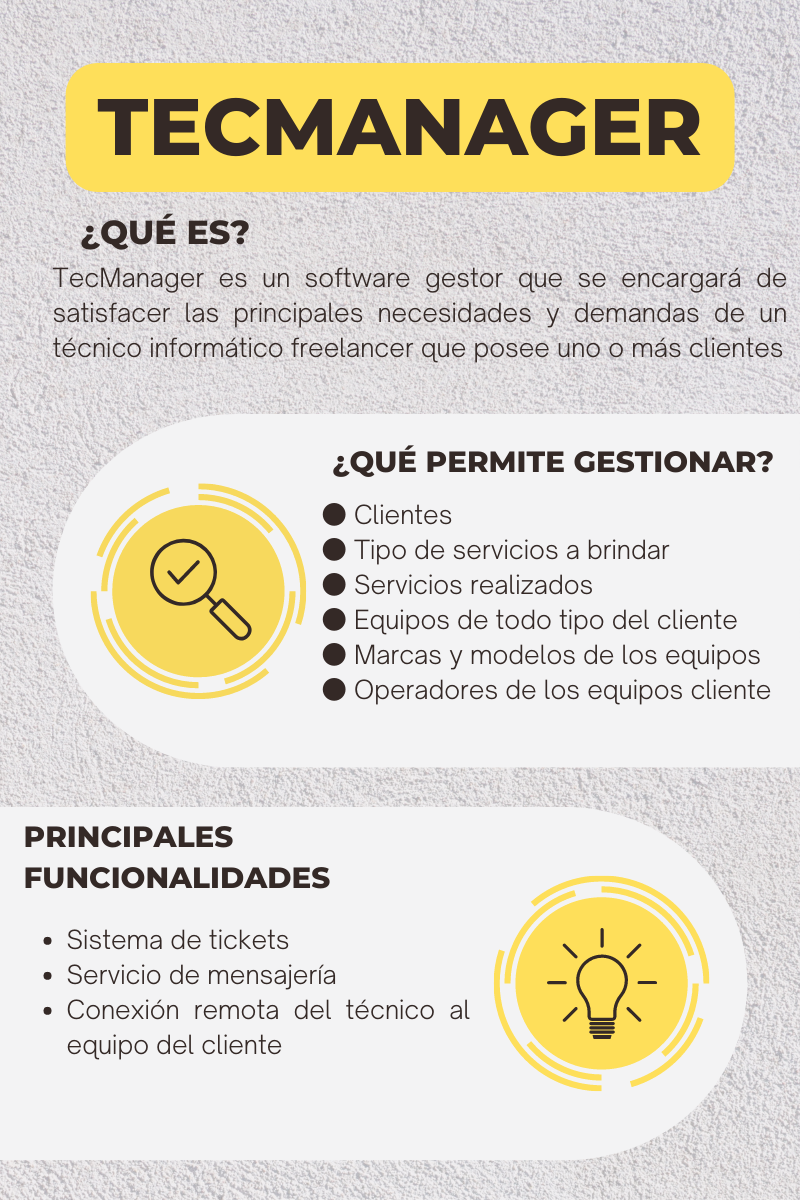 TECMANAGER
¿QUÉ ES?
TecManager es un software gestor que se encargará de
satisfacer las principales necesidades y demandas de un
técnico informático freelancer que posee uno o más clientes
¿QUÉ PERMITE GESTIONAR?
● Clientes
● Tipo de servicios a brindar
● Servicios realizados
● Equipos de todo tipo del cliente
● Marcas y modelos de los equipos
● Operadores de los equipos cliente
PRINCIPALES
FUNCIONALIDADES
• Sistema de tickets
• Servicio de mensajería
• Conexión remota del técnico al
equipo del cliente